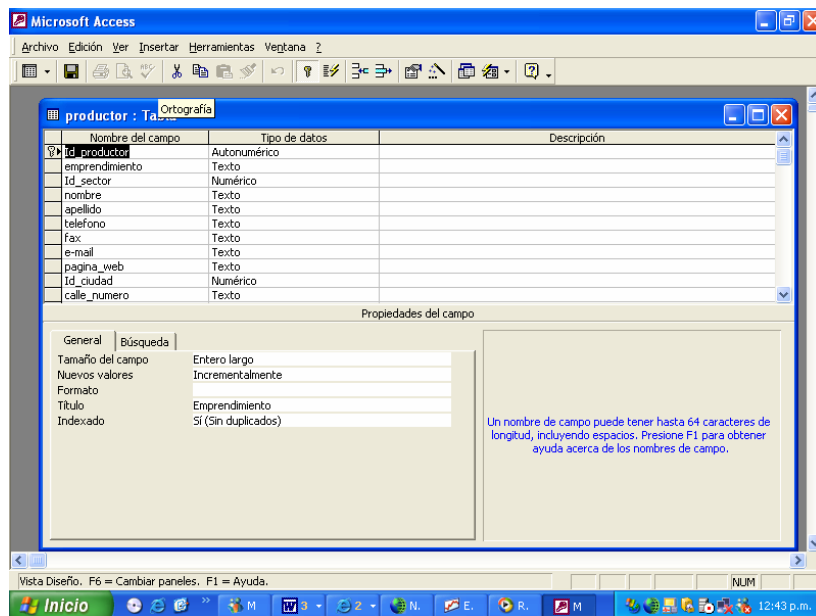 Microsoft Access
Archivo Edición Ver Insertar Herramientas Ventana ?
Ortografía
productor : Tabla
Nombre del campo Tipo de datos Descripción
Id_productor Autonumérico
emprendimiento Texto
Id_sector Numérico
nombre Texto
apellido Texto
telefono Texto
fax Texto
e-mail Texto
pagina_web Texto
Id_ciudad Numérico
calle_numero Texto
Propiedades del campo
General Búsqueda
Tamaño del campo Entero largo
Nuevos valores Incrementalmente
Formato
Título Emprendimiento
Indexado Sí (Sin duplicados)
Un nombre de campo puede tener hasta 64 caracteres de
longitud, incluyendo espacios. Presione F1 para obtener
ayuda acerca de los nombres de campo.
Vista Diseño. F6 = Cambiar paneles. F1 = Ayuda. NUM
Inicio » M 3 2 N. E. R. M 12:43 p.m.